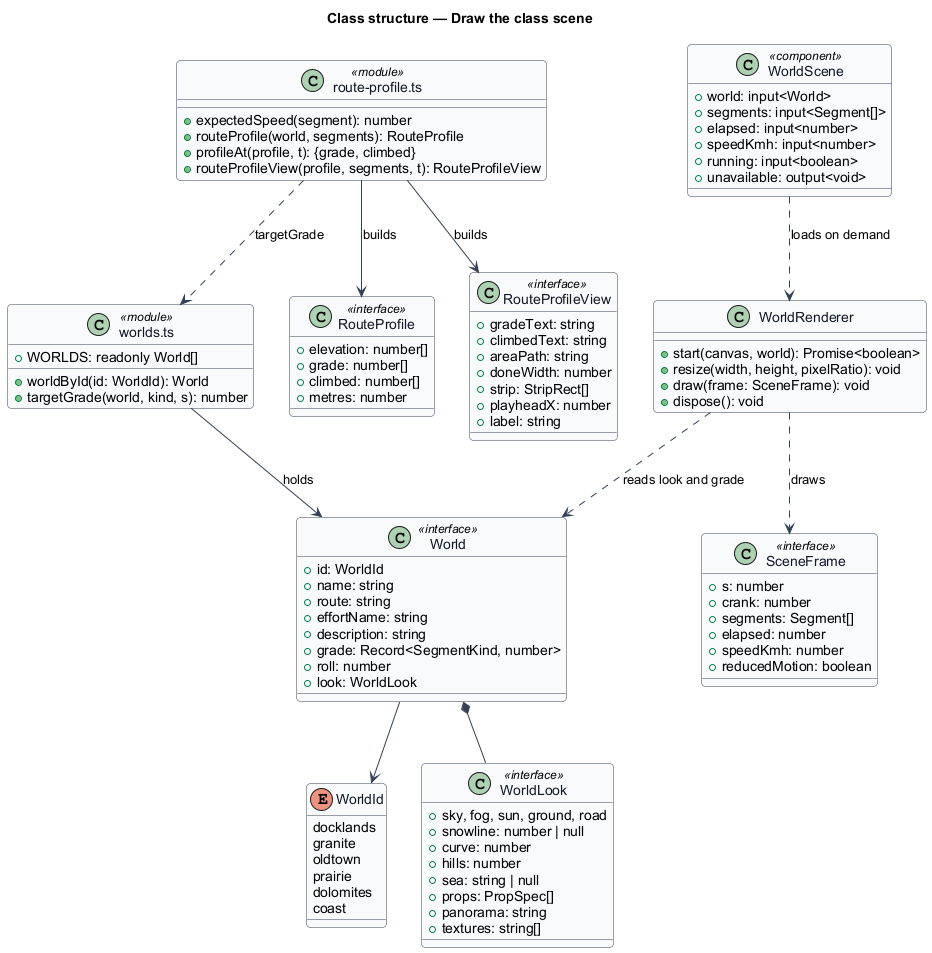 Class structure — Draw the class scene
C
«module»
route-profile.ts
expectedSpeed(segment): number
routeProfile(world, segments): RouteProfile
profileAt(profile, t): {grade, climbed}
routeProfileView(profile, segments, t): RouteProfileView
C
«component»
WorldScene
world: input<World>
segments: input<Segment[]>
elapsed: input<number>
speedKmh: input<number>
running: input<boolean>
unavailable: output<void>
targetGrade
builds
builds
loads on demand
C
«module»
worlds.ts
WORLDS: readonly World[]
worldById(id: WorldId): World
targetGrade(world, kind, s): number
C
«interface»
RouteProfile
elevation: number[]
grade: number[]
climbed: number[]
metres: number
C
«interface»
RouteProfileView
gradeText: string
climbedText: string
areaPath: string
doneWidth: number
strip: StripRect[]
playheadX: number
label: string
C
WorldRenderer
start(canvas, world): Promise<boolean>
resize(width, height, pixelRatio): void
draw(frame: SceneFrame): void
dispose(): void
holds
reads look and grade
draws
C
«interface»
World
id: WorldId
name: string
route: string
effortName: string
description: string
grade: Record<SegmentKind, number>
roll: number
look: WorldLook
C
«interface»
SceneFrame
s: number
crank: number
segments: Segment[]
elapsed: number
speedKmh: number
reducedMotion: boolean
E
WorldId
docklands
granite
oldtown
prairie
dolomites
coast
C
«interface»
WorldLook
sky, fog, sun, ground, road
snowline: number | null
curve: number
hills: number
sea: string | null
props: PropSpec[]
panorama: string
textures: string[]